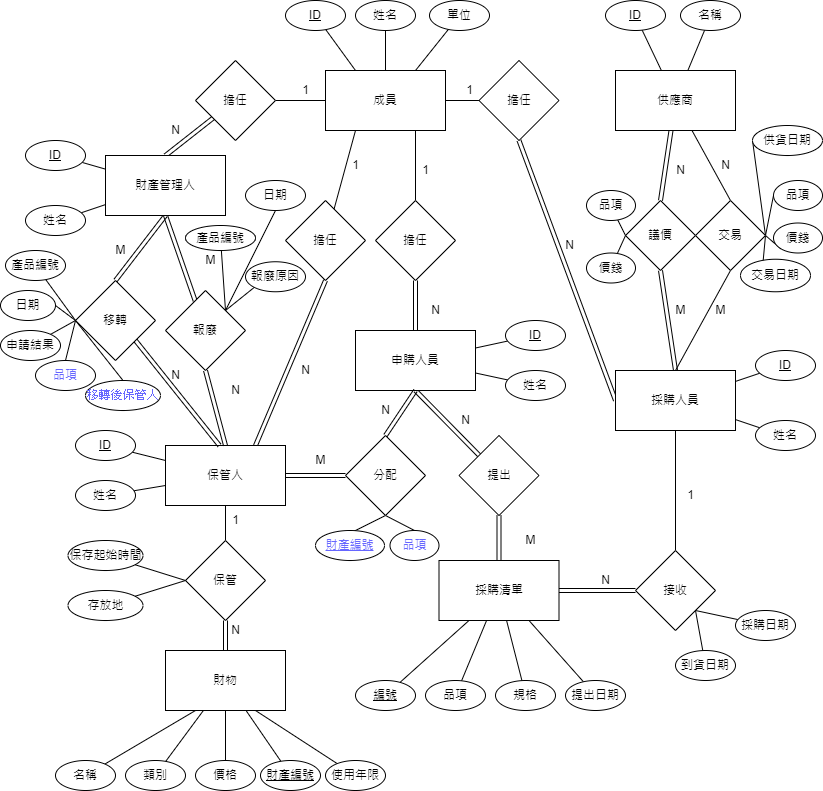 ID
姓名
單位
ID
名稱
擔任
1
成員
1
擔任
供應商
N
ID
財產管理人
姓名
日期
產品編號
報廢原因
M
M
1
擔任
1
擔任
N
N
N
供貨日期
品項
品項
議價
交易
價錢
價錢
交易日期
產品編號
日期
申請結果
品項
移轉後保管人
移轉
報廢
N
N
N
N
申購人員
ID
姓名
M
M
採購人員
ID
姓名
ID
姓名
保管人
M
N
N
分配
提出
財產編號
品項
1
1
保存起始時間
存放地
保管
M
N
採購清單
N
接收
採購日期
到貨日期
財物
編號
品項
規格
提出日期
名稱
類別
價格
財產編號
使用年限